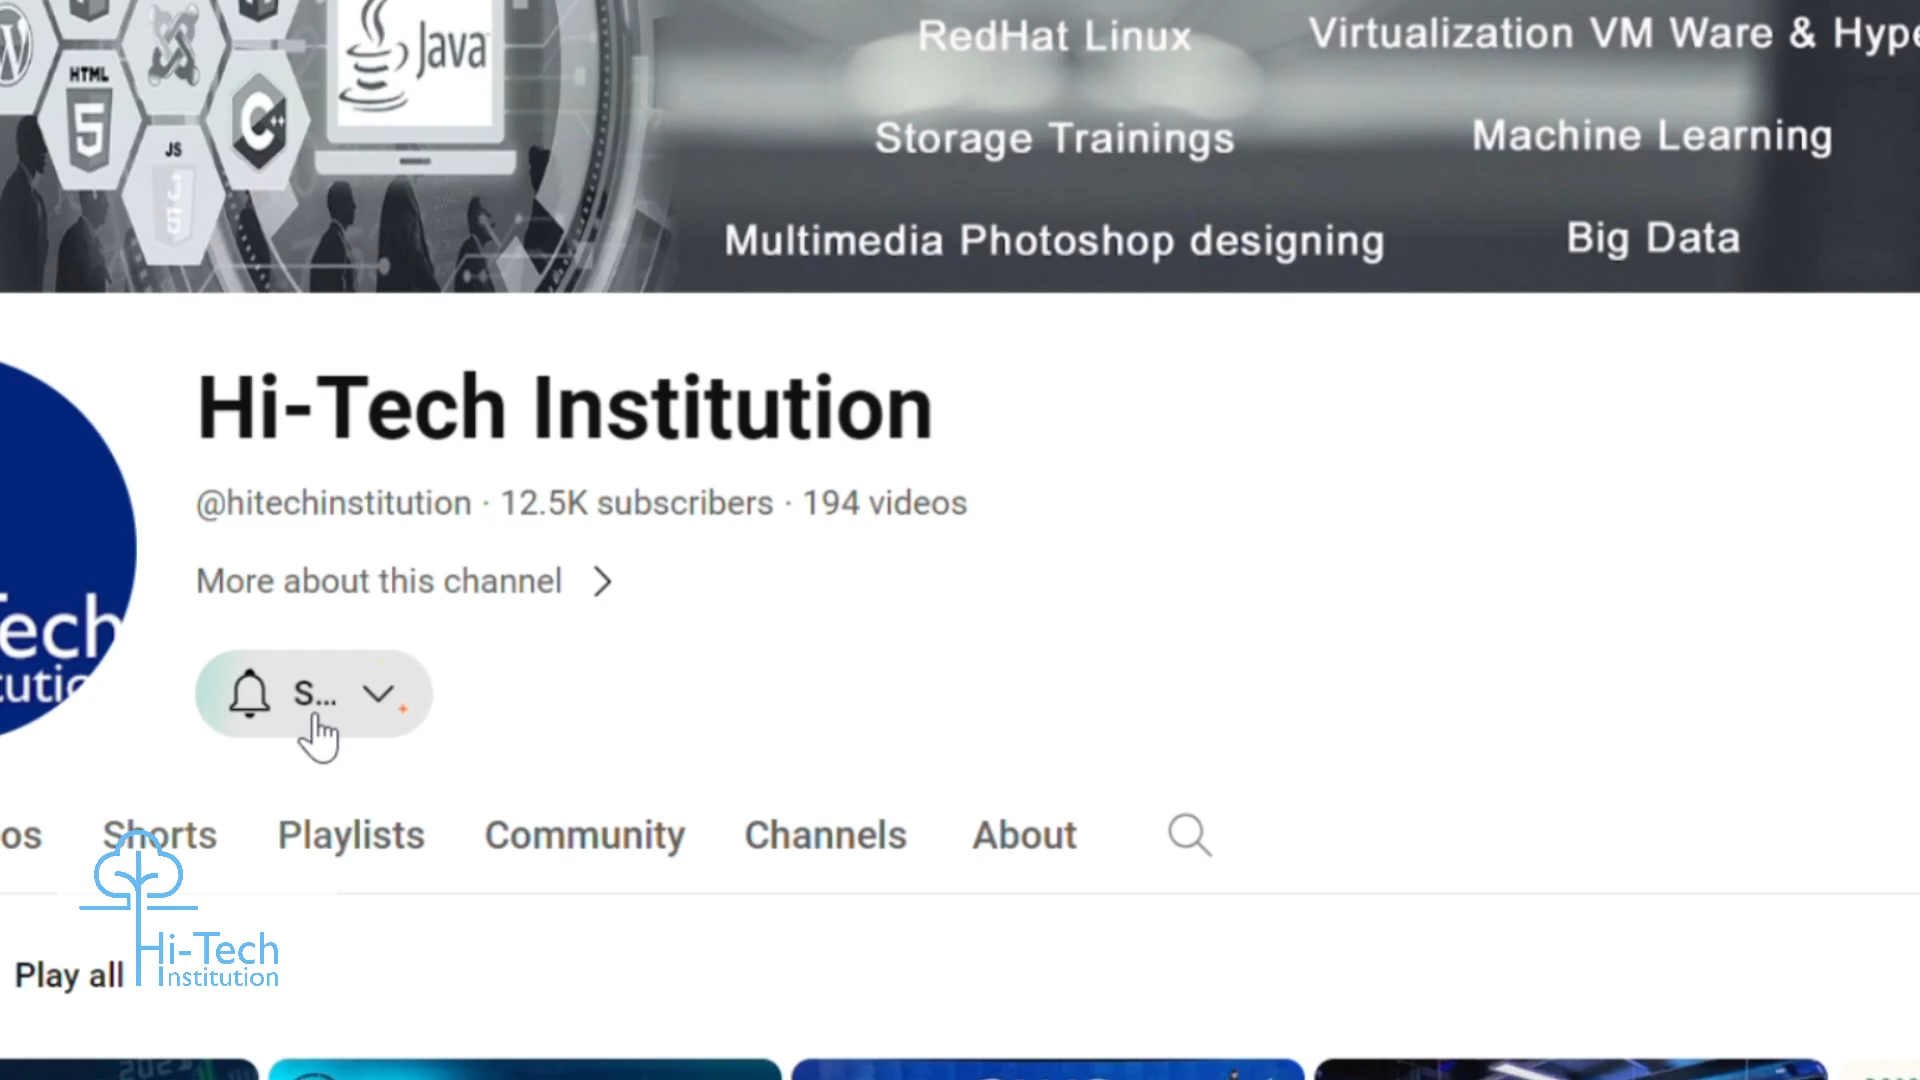 RedHat Linux
Virtualization VM Ware & Hype
HTML
5
Java
JS
C++
Storage Trainings
Machine Learning
Multimedia Photoshop designing
Big Data
Hi-Tech Institution
@hitechinstitution · 12.5K subscribers · 194 videos
More about this channel
ech
utio
S...
os
Shorts
Playlists
Community
Channels
About
Play all
Hi-Tech
Institution